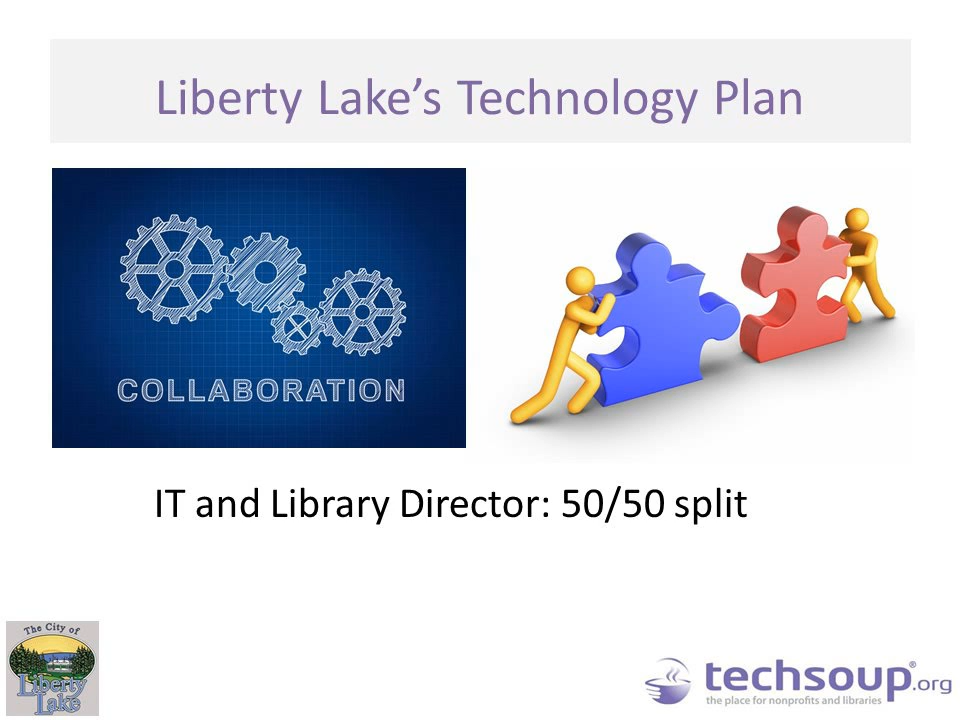 Liberty Lake’s Technology Plan
COLLABORATION
IT and Library Director: 50/50 split
The City of
Liberty
Lake
techsoup®.org
the place for nonprofits and libraries